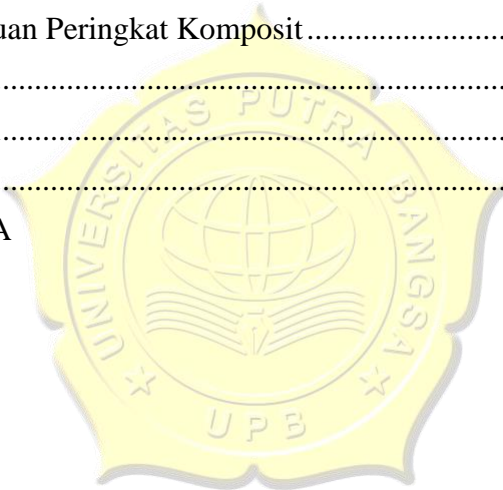 uan Peringkat Komposit........................................
................................................................................
................................................................................
................................................................................
A
UNIVERSITAS PUTRA BANGSA
UPB